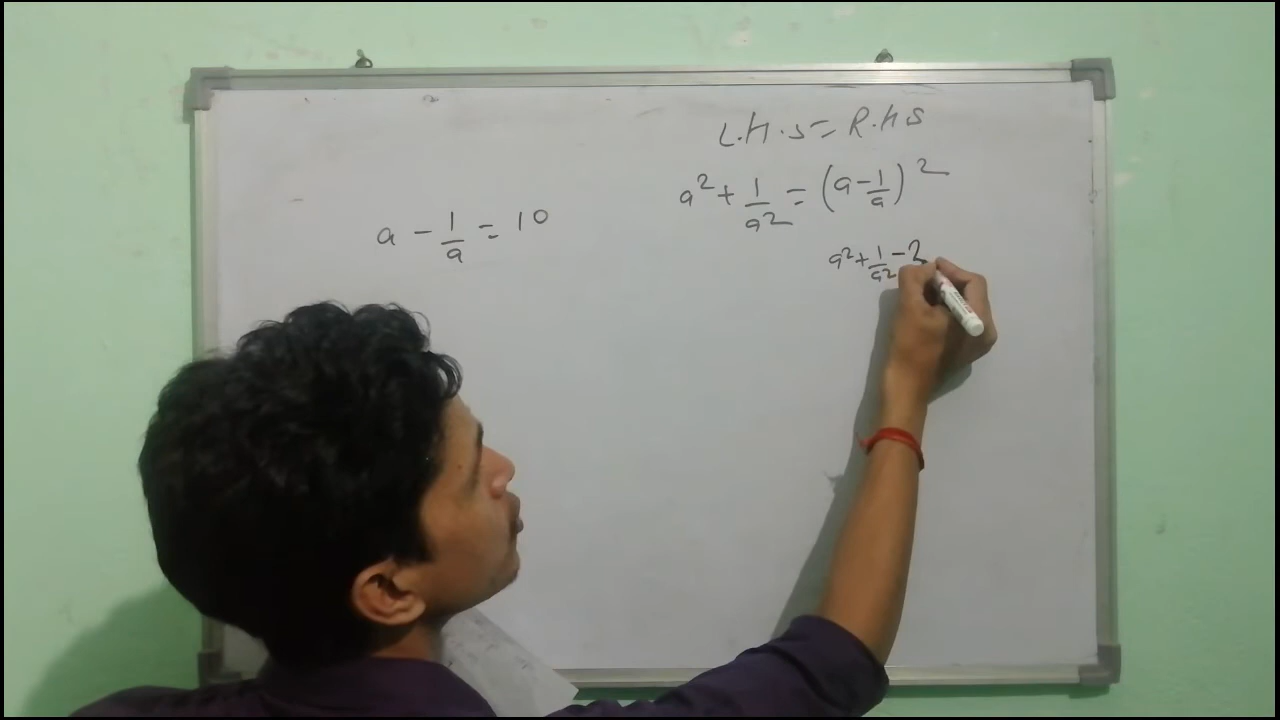 L.H.S = R.H.S
a² + 1/a² = (a - 1/a)²
a - 1/a = 10
a² + 1/a² - 2